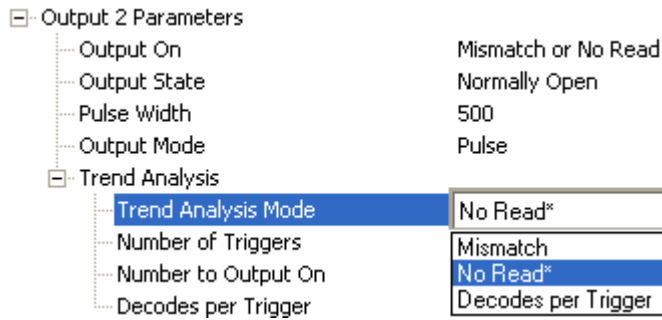 Output 2 Parameters
Output On Mismatch or No Read
Output State Normally Open
Pulse Width 500
Output Mode Pulse
Trend Analysis
Trend Analysis Mode No Read*
Number of Triggers Mismatch
Number to Output On No Read*
Decodes per Trigger Decodes per Trigger